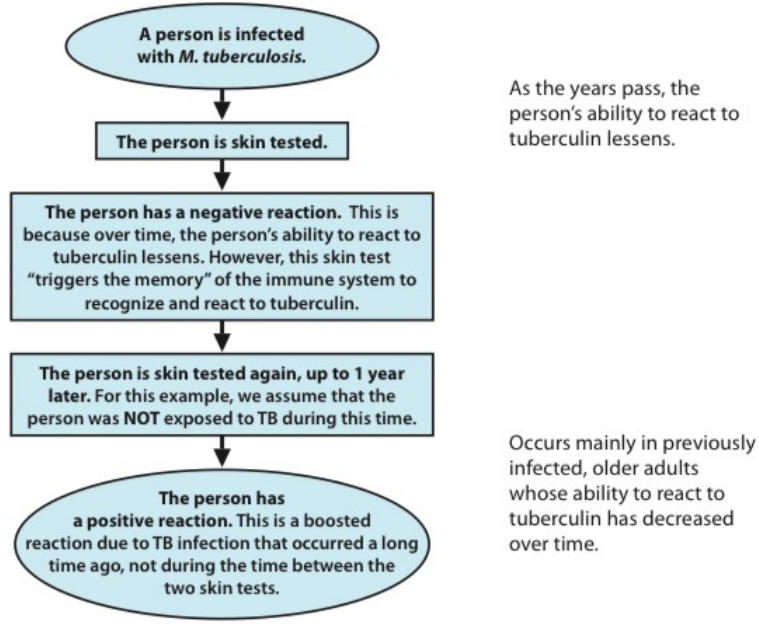 A person is infected
with M. tuberculosis.
As the years pass, the
person's ability to react to
tuberculin lessens.
The person is skin tested.
The person has a negative reaction. This is
because over time, the person's ability to react to
tuberculin lessens. However, this skin test
"triggers the memory" of the immune system to
recognize and react to tuberculin.
The person is skin tested again, up to 1 year
later. For this example, we assume that the
person was NOT exposed to TB during this time.
Occurs mainly in previously
infected, older adults
whose ability to react to
tuberculin has decreased
over time.
The person has
a positive reaction. This is a boosted
reaction due to TB infection that occurred a long
time ago, not during the time between the
two skin tests.